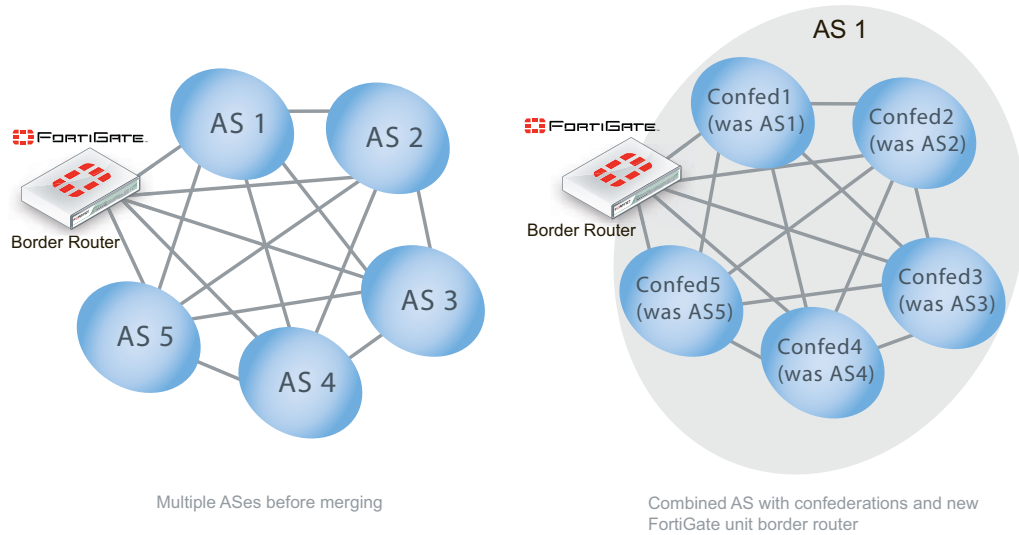 AS 1
AS 2
FORTIGATE
Border Router
AS 3
AS 5
AS 4
Multiple ASes before merging
AS 1
Confed1
(was AS1)
Confed2
(was AS2)
FORTIGATE
Border Router
Confed3
(was AS3)
Confed5
(was AS5)
Confed4
(was AS4)
Combined AS with confederations and new
FortiGate unit border router